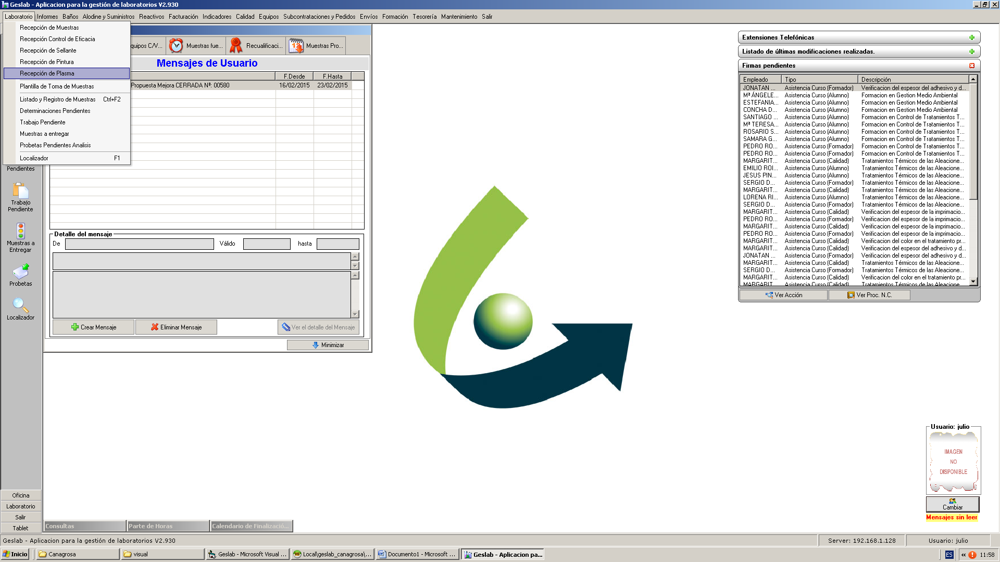 Geslab - Aplicacion para la gestión de laboratorios V2.930
Laboratorio Informes Baños Alodine y Suministros Reactivos Facturación Indicadores Calidad Equipos Subcontrataciones y Pedidos Envíos Formación Tesorería Mantenimiento Salir
Recepción de Muestras
Recepción Control de Eficacia
Recepción de Sellante
Recepción de Pintura
Recepción de Plasma
Plantilla de Toma de Muestras
Listado y Registro de Muestras Ctrl+F2
Determinaciones Pendientes
Trabajo Pendiente
Muestras a entregar
Probetas Pendientes Analisis
Localizador F1
quipos C/V... Muestras fue... Recualificaci... Muestras Pro...
Mensajes de Usuario
F.Desde F.Hasta
Propuesta Mejora CERRADA Nº: 00580 16/02/2015 23/02/2015
Pendientes
Trabajo
Pendiente
Muestras a
Entregar
Probetas
Localizador
Detalle del mensaje
De Válido hasta
Crear Mensaje Eliminar Mensaje Ver el detalle del Mensaje
Minimizar
Extensiones Telefónicas
Listado de últimas modificaciones realizadas.
Firmas pendientes
Empleado Tipo Descripción
JONATAN ... Asistencia Curso (Formador) Verificacion del espesor del adhesivo y d...
Mª ÁNGELE... Asistencia Curso (Alumno) Formacion en Gestion Medio Ambiental
ESTEFANIA... Asistencia Curso (Alumno) Formacion en Gestion Medio Ambiental
CONCHA D... Asistencia Curso (Alumno) Formacion en Gestion Medio Ambiental
SANTIAGO ... Asistencia Curso (Alumno) Formacion en Control de Tratamientos T...
Mª TERESA... Asistencia Curso (Alumno) Formacion en Control de Tratamientos T...
ROSARIO S... Asistencia Curso (Alumno) Formacion en Control de Tratamientos T...
SAMARA G... Asistencia Curso (Alumno) Formacion en Control de Tratamientos T...
PEDRO RO... Asistencia Curso (Formador) Formacion en Control de Tratamientos T...
PEDRO RO... Asistencia Curso (Formador) Formacion en Control de Tratamientos T...
MARGARIT... Asistencia Curso (Calidad) Tratamientos Térmicos de las Aleacione...
EMILIO ROI... Asistencia Curso (Alumno) Tratamientos Térmicos de las Aleacione...
JESUS PIN... Asistencia Curso (Alumno) Tratamientos Térmicos de las Aleacione...
SERGIO D... Asistencia Curso (Formador) Tratamientos Térmicos de las Aleacione...
MARGARIT... Asistencia Curso (Calidad) Tratamientos Térmicos de las Aleacione...
LORENA RI... Asistencia Curso (Alumno) Tratamientos Térmicos de las Aleacione...
SERGIO D... Asistencia Curso (Formador) Tratamientos Térmicos de las Aleacione...
MARGARIT... Asistencia Curso (Calidad) Verificacion del espesor de la imprimacio...
PEDRO RO... Asistencia Curso (Formador) Verificacion del espesor de la imprimacio...
MARGARIT... Asistencia Curso (Calidad) Verificacion del espesor de la imprimacio...
PEDRO RO... Asistencia Curso (Formador) Verificacion del espesor de la imprimacio...
MARGARIT... Asistencia Curso (Calidad) Verificacion del color en el tratamiento pr...
MARGARIT... Asistencia Curso (Calidad) Verificacion del espesor del adhesivo y d...
JONATAN ... Asistencia Curso (Formador) Verificacion del espesor del adhesivo y d...
MARGARIT... Asistencia Curso (Calidad) Tratamientos Térmicos de las Aleacione...
SERGIO D... Asistencia Curso (Formador) Tratamientos Térmicos de las Aleacione...
MARGARIT... Asistencia Curso (Calidad) Verificacion del color en el tratamiento pr...
MARGARIT... Asistencia Curso (Calidad) Tratamientos Térmicos de las Aleacione...
Ver Acción Ver Proc. N.C.
Usuario: julio
IMAGEN
NO
DISPONIBLE
Cambiar
Mensajes sin leer
Oficina
Laboratorio
Salir
Tablet
Consultas Parte de Horas Calendario de Finalizació...
Geslab - Aplicacion para la gestión de laboratorios V2.930 Server: 192.168.1.128 Usuario: julio
Inicio Canagrosa visual Geslab - Microsoft Visual ... Local\geslab_canagrosa\... Documento1 - Microsoft ... Geslab - Aplicacion pa... ES « 11:58